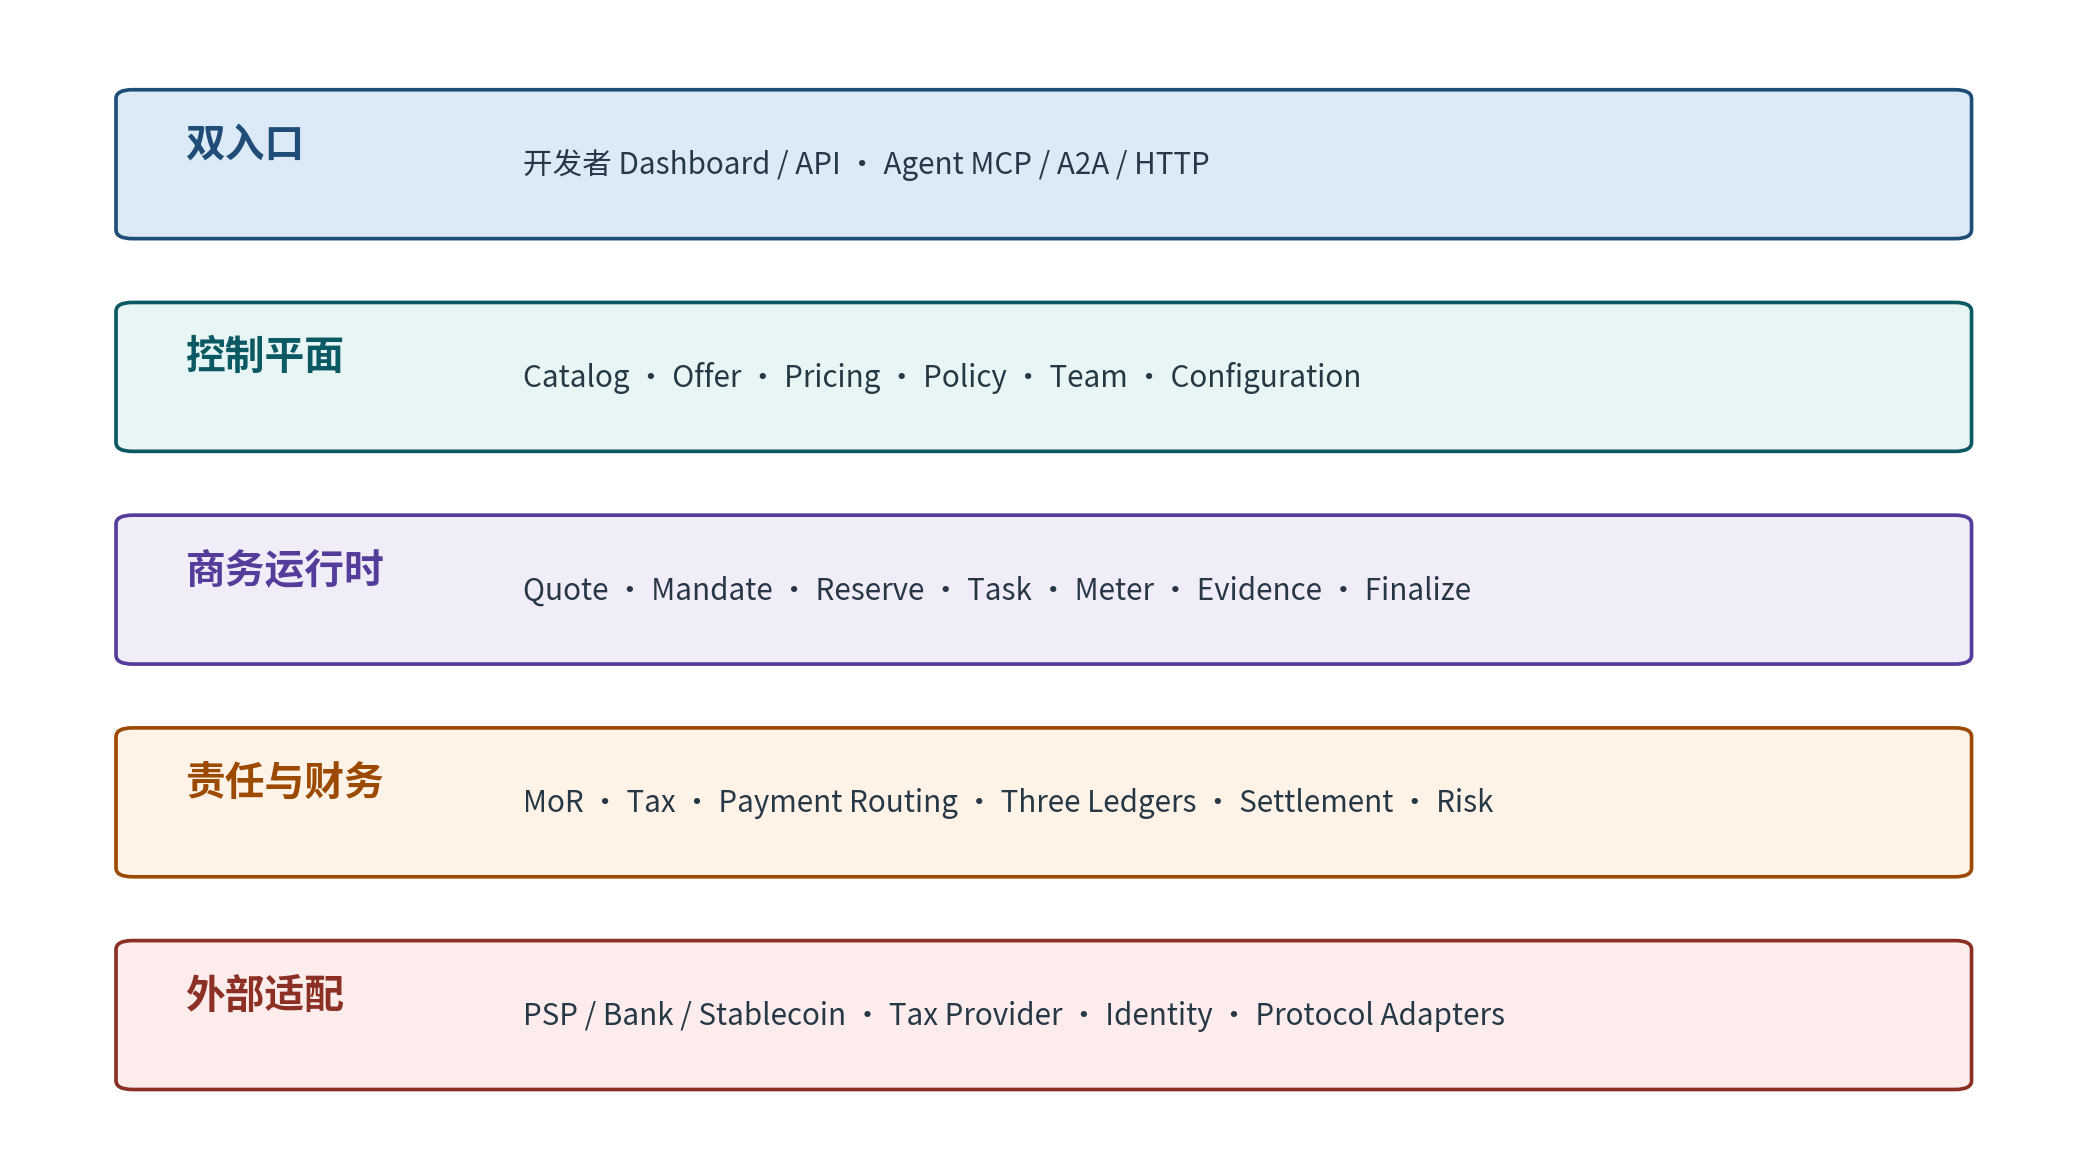 双入口
开发者 Dashboard / API ・ Agent MCP / A2A / HTTP
控制平面
Catalog ・ Offer ・ Pricing ・ Policy ・ Team ・ Configuration
商务运行时
Quote ・ Mandate ・ Reserve ・ Task ・ Meter ・ Evidence ・ Finalize
责任与财务
MoR ・ Tax ・ Payment Routing ・ Three Ledgers ・ Settlement ・ Risk
外部适配
PSP / Bank / Stablecoin ・ Tax Provider ・ Identity ・ Protocol Adapters